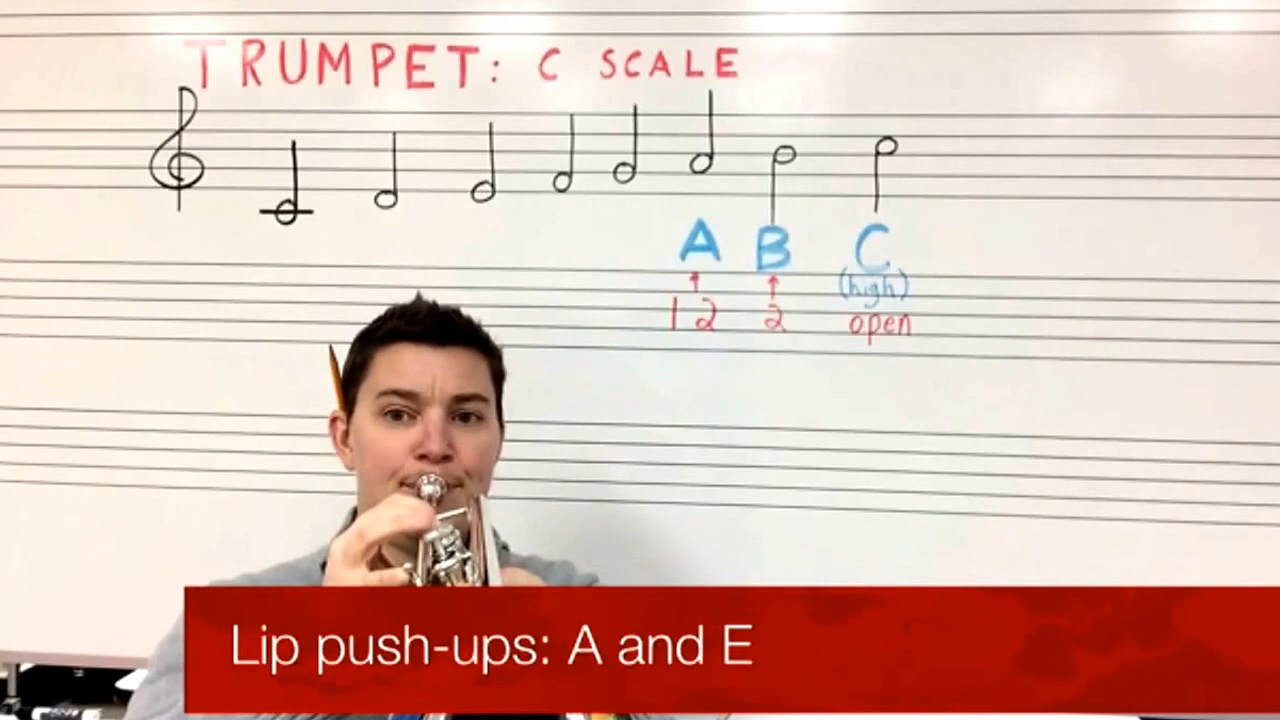 TRUMPET: C SCALE
A B C
(high)
1 2 2 open
Lip push-ups: A and E